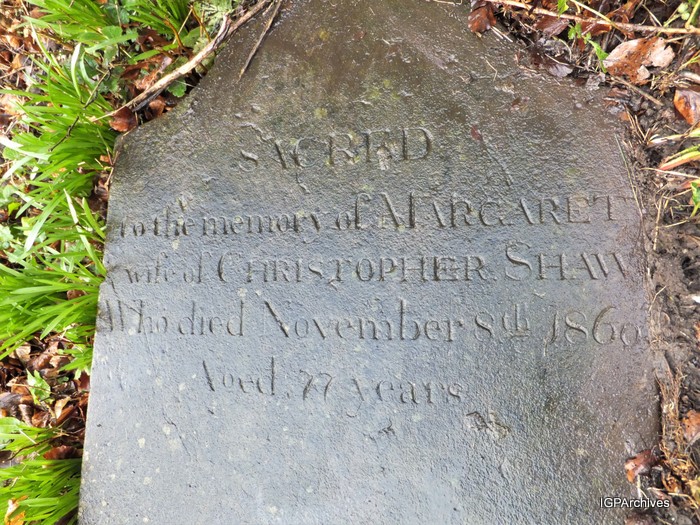 SACRED
to the memory of MARGARET
wife of CHRISTOPHER SHAW
Who died November 8th 1860
Aged 77 years
IGPArchives